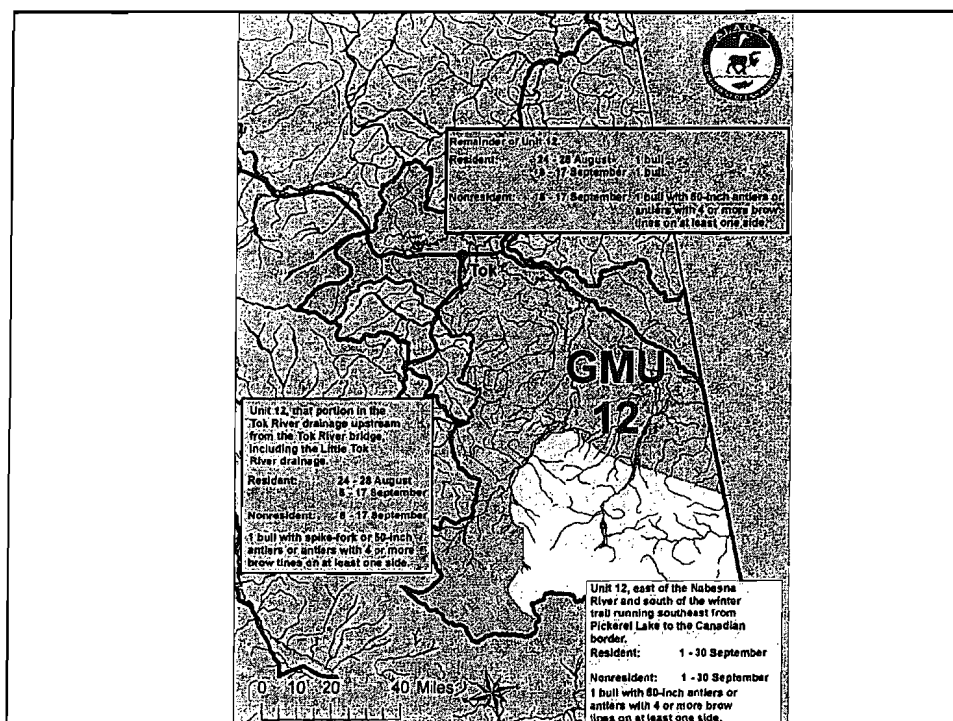 ALASKA
Remainder of Unit 12.
Resident: 24 - 28 August 1 bull.
8 - 17 September 1 bull.
Nonresident: 8 - 17 September 1 bull with 50-inch antlers or
antlers with 4 or more brow
tines on at least one side.
Tok
GMU
12
Unit 12, that portion in the
Tok River drainage upstream
from the Tok River bridge,
including the Little Tok
River drainage.
Resident: 24 - 28 August
8 - 17 September
Nonresident: 8 - 17 September
1 bull with spike-fork or 50-inch
antlers or antlers with 4 or more
brow tines on at least one side.
Unit 12, east of the Nabesna
River and south of the winter
trail running southeast from
Pickerel Lake to the Canadian
border.
Resident: 1 - 30 September
Nonresident: 1 - 30 September
1 bull with 50-inch antlers or
antlers with 4 or more brow
tines on at least one side.
0 10 20 40 Miles